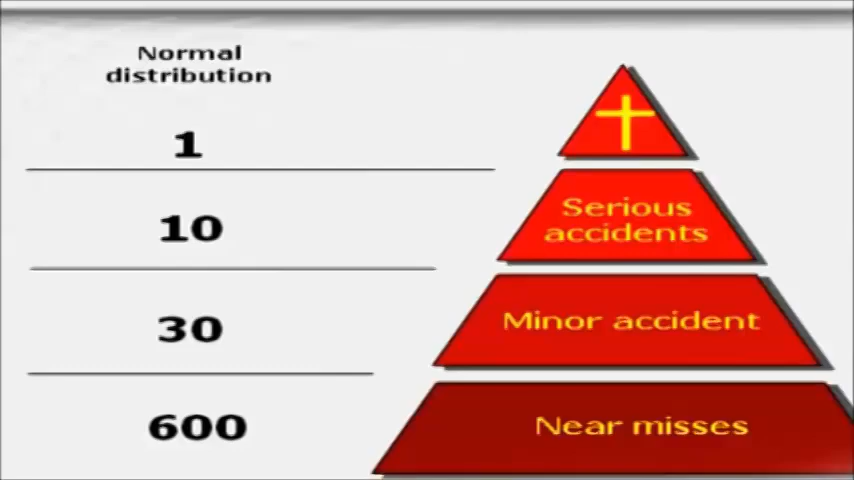 Normal
distribution
1
10
Serious
accidents
30
Minor accident
600
Near misses